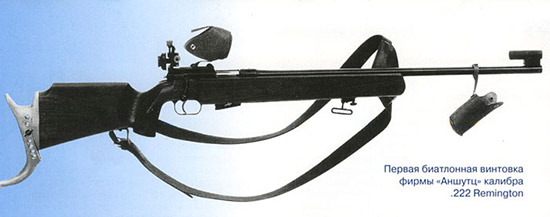 Первая биатлонная винтовка
фирмы «Аншутц» калибра
.222 Remington